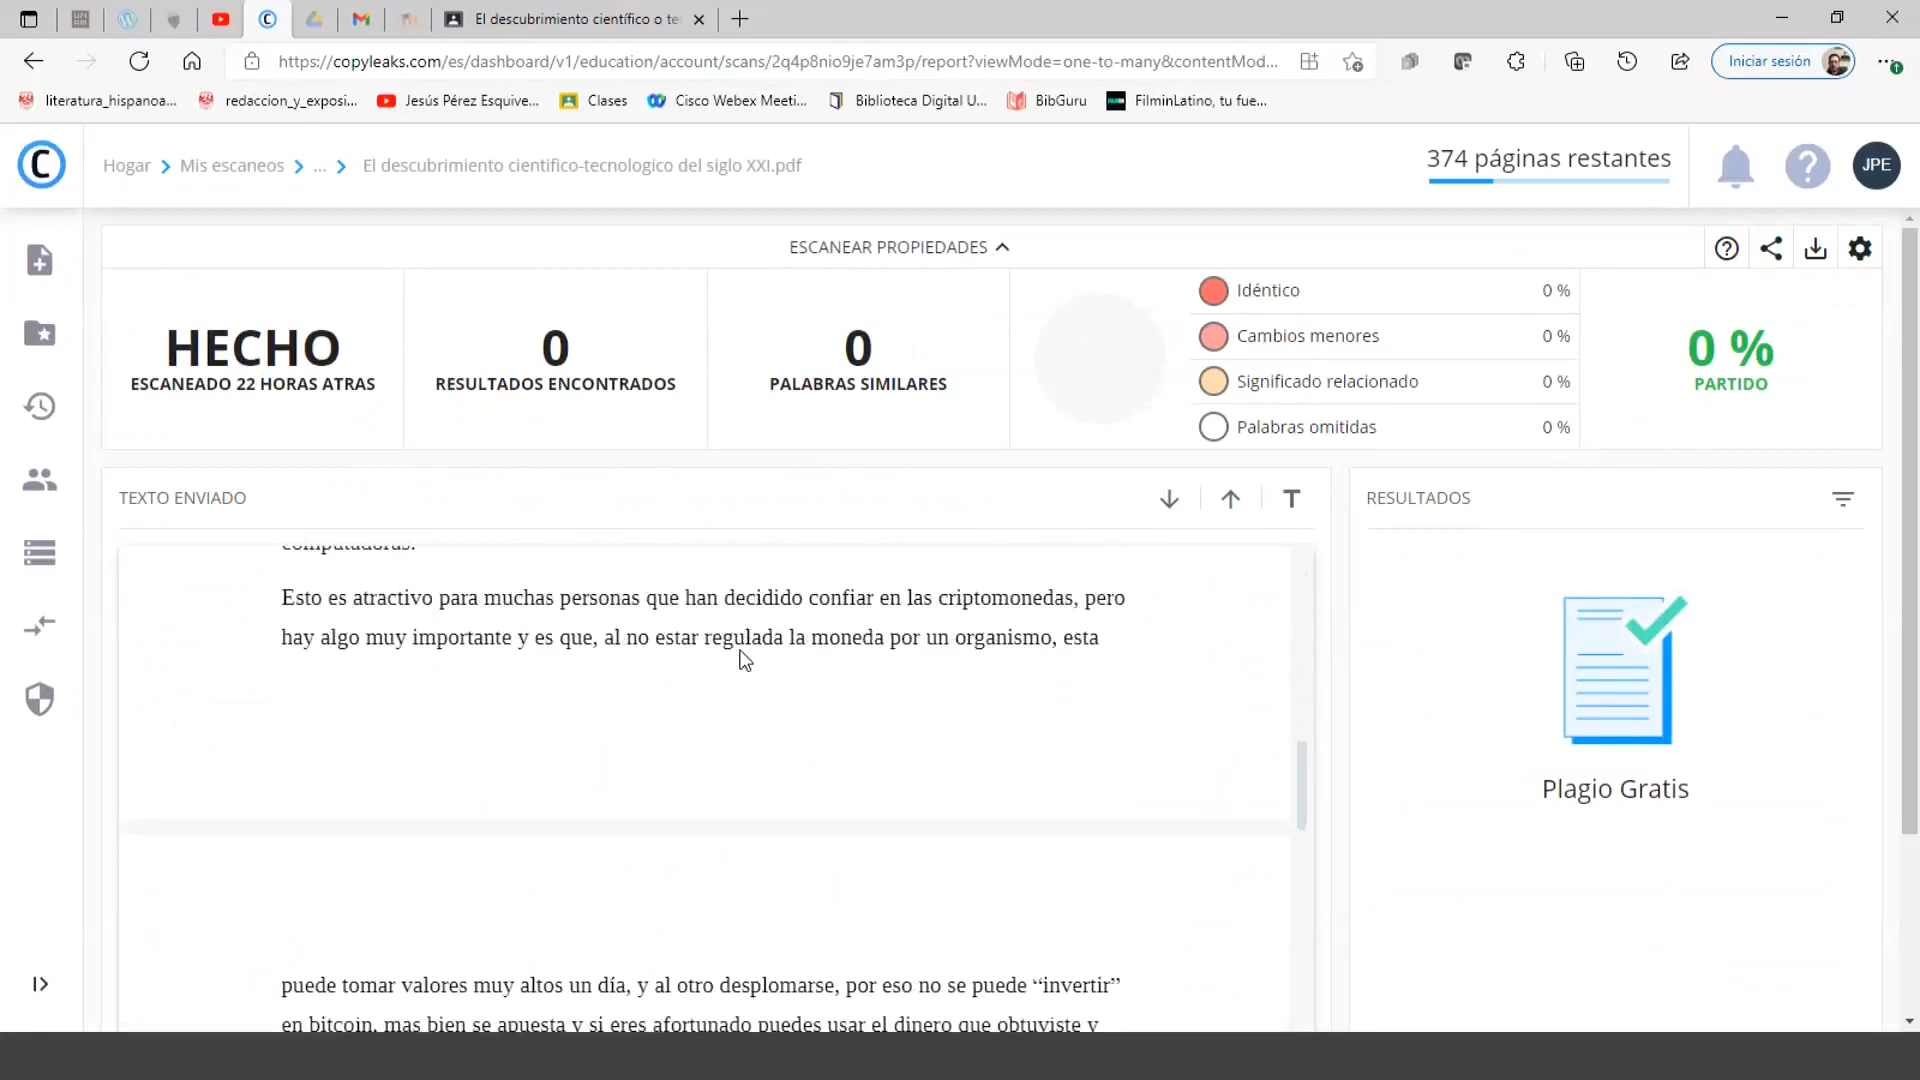 El descubrimiento científico o te
https://copyleaks.com/es/dashboard/v1/education/account/scans/2q4p8nio9je7am3p/report?viewMode=one-to-many&contentMod...
Iniciar sesión
literatura_hispanoa...
redaccion_y_exposi...
Jesús Pérez Esquive...
Clases
Cisco Webex Meeti...
Biblioteca Digital U...
BibGuru
FilminLatino, tu fue...
C
Hogar > Mis escaneos > ... > El descubrimiento cientifico-tecnologico del siglo XXI.pdf
374 páginas restantes
JPE
ESCANEAR PROPIEDADES
HECHO
ESCANEADO 22 HORAS ATRAS
0
RESULTADOS ENCONTRADOS
0
PALABRAS SIMILARES
Idéntico 0 %
Cambios menores 0 %
Significado relacionado 0 %
Palabras omitidas 0 %
0 %
PARTIDO
TEXTO ENVIADO
T
RESULTADOS
computadoras.
Esto es atractivo para muchas personas que han decidido confiar en las criptomonedas, pero
hay algo muy importante y es que, al no estar regulada la moneda por un organismo, esta
puede tomar valores muy altos un día, y al otro desplomarse, por eso no se puede “invertir”
en bitcoin, mas bien se apuesta y si eres afortunado puedes usar el dinero que obtuviste y
Plagio Gratis